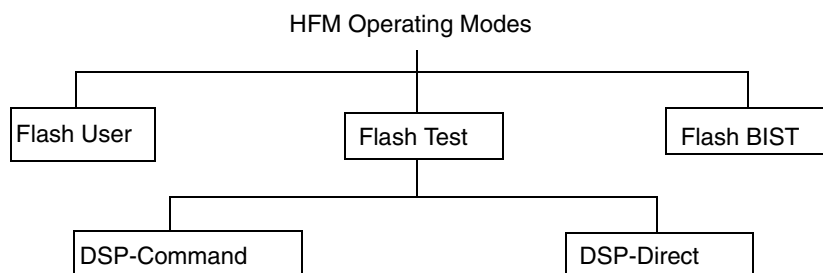 HFM Operating Modes
Flash User
Flash Test
Flash BIST
DSP-Command
DSP-Direct